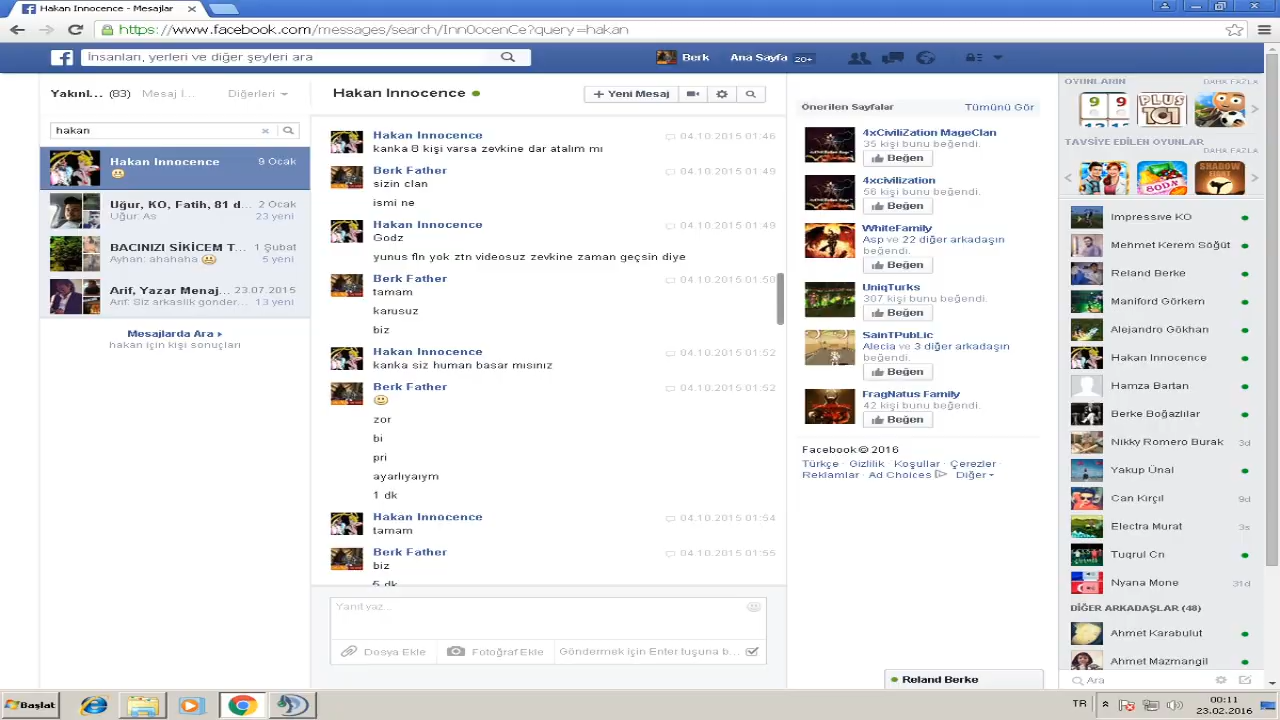 Hakan Innocence - Mesajlar
https://www.facebook.com/messages/search/Inn0cenCe?query=hakan
İnsanları, yerleri ve diğer şeyleri ara
Berk
Ana Sayfa 20+
Yakınl... (83)
Mesaj İ...
Diğerleri
hakan
Hakan Innocence
9 Ocak
Uğur, KO, Fatih, 81 d...
2 Ocak
Uğur: As
23 yeni
BACINIZI SİKİCEM T...
1 Şubat
Ayhan: ahaha
5 yeni
Arif, Yazar Menaj...
23.07.2015
Arif: Siz arkaslik gonder...
13 yeni
Mesajlarda Ara
hakan için kişi sonuçları
Hakan Innocence
Yeni Mesaj
Hakan Innocence
04.10.2015 01:46
kanka 8 kişi varsa zevkine dar atalım mı
Berk Father
04.10.2015 01:49
sizin clan
ismi ne
Hakan Innocence
04.10.2015 01:49
Godz
yunus fln yok ztn videosuz zevkine zaman geçsin diye
Berk Father
04.10.2015 01:50
tamam
karusuz
biz
Hakan Innocence
04.10.2015 01:52
kanka siz human basar mısınız
Berk Father
04.10.2015 01:52
zor
bi
pri
ayarlıyaıym
1 dk
Hakan Innocence
04.10.2015 01:54
tamam
Berk Father
04.10.2015 01:55
biz
5 dk
Yanıt yaz...
Dosya Ekle
Fotoğraf Ekle
Göndermek için Enter tuşuna b...
Önerilen Sayfalar
Tümünü Gör
4xCiviliZation MageClan
35 kişi bunu beğendi.
Beğen
4xcivilization
58 kişi bunu beğendi.
Beğen
WhiteFamily
Asp ve 22 diğer arkadaşın
beğendi.
Beğen
UniqTurks
307 kişi bunu beğendi.
Beğen
SainTPubLic
Alecia ve 3 diğer arkadaşın
beğendi.
Beğen
FragNatus Family
42 kişi bunu beğendi.
Beğen
Facebook © 2016
Türkçe · Gizlilik · Koşullar · Çerezler ·
Reklamlar · Ad Choices · Diğer
OYUNLARIN
DAHA FAZLA
9 9
PLUS
TAVSİYE EDİLEN OYUNLAR
DAHA FAZLA
SHADOW
Impressive KO
Mehmet Kerem Söğüt
Reland Berke
Maniford Görkem
Alejandro Gökhan
Hakan Innocence
Hamza Bartan
Berke Boğazlılar
Nikky Romero Burak
3d
Yakup Ünal
Can Kırçıl
9d
Electra Murat
3s
Tuğrul Cn
Nyana Mone
31d
DİĞER ARKADAŞLAR (48)
Ahmet Karabulut
Ahmet Mazmangil
Ara
Reland Berke
Başlat
TR
00:11
23.02.2016